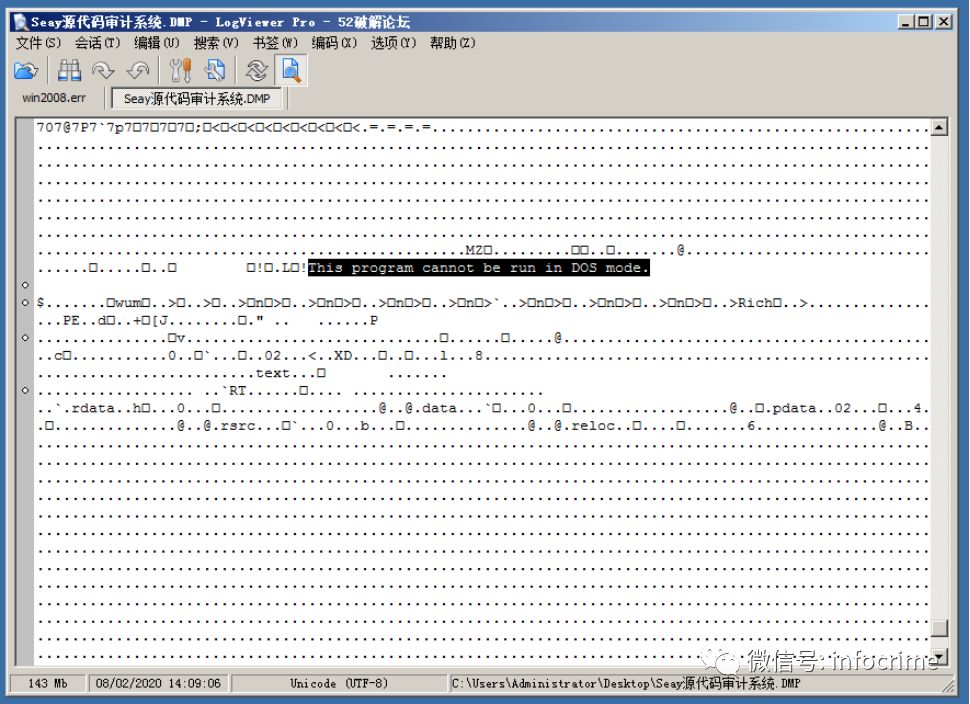 Seay源代码审计系统.DMP - LogViewer Pro - 52破解论坛
文件(S) 会话(T) 编辑(U) 搜索(V) 书签(W) 编码(X) 选项(Y) 帮助(Z)
win2008.err Seay源代码审计系统.DMP
707@7P7`7p7□7□7□7□;□<□<□<□<□<□<□<□<□<.=.=.=.=
MZ□ □□..□ @
□ □..□ □!□.L□!This program cannot be run in DOS mode.
$.......□wum□..>□..>□..>□n□>□..>□n□>□..>□n□>□..>□n□>`..>□n□>□..>□n□>□..>□n□>□..>Rich□..>
...PE..d□..+□[J........□." .. ......P
□v □ □ □ @
..c□...........0..□`...□..02...<..XD...□..□...l...8
text...□ .......
..`RT......□....
..`.rdata..h□...0...□..................@..@.data...`□...0...□..................@..□.pdata..02...□...4.
.□..............@..@.rsrc...□`...0...b...□..............@..@.reloc..□....□.......6..............@..B.
微信号: infocrime
143 Mb 08/02/2020 14:09:06 Unicode (UTF-8) C:\Users\Administrator\Desktop\Seay源代码审计系统.DMP